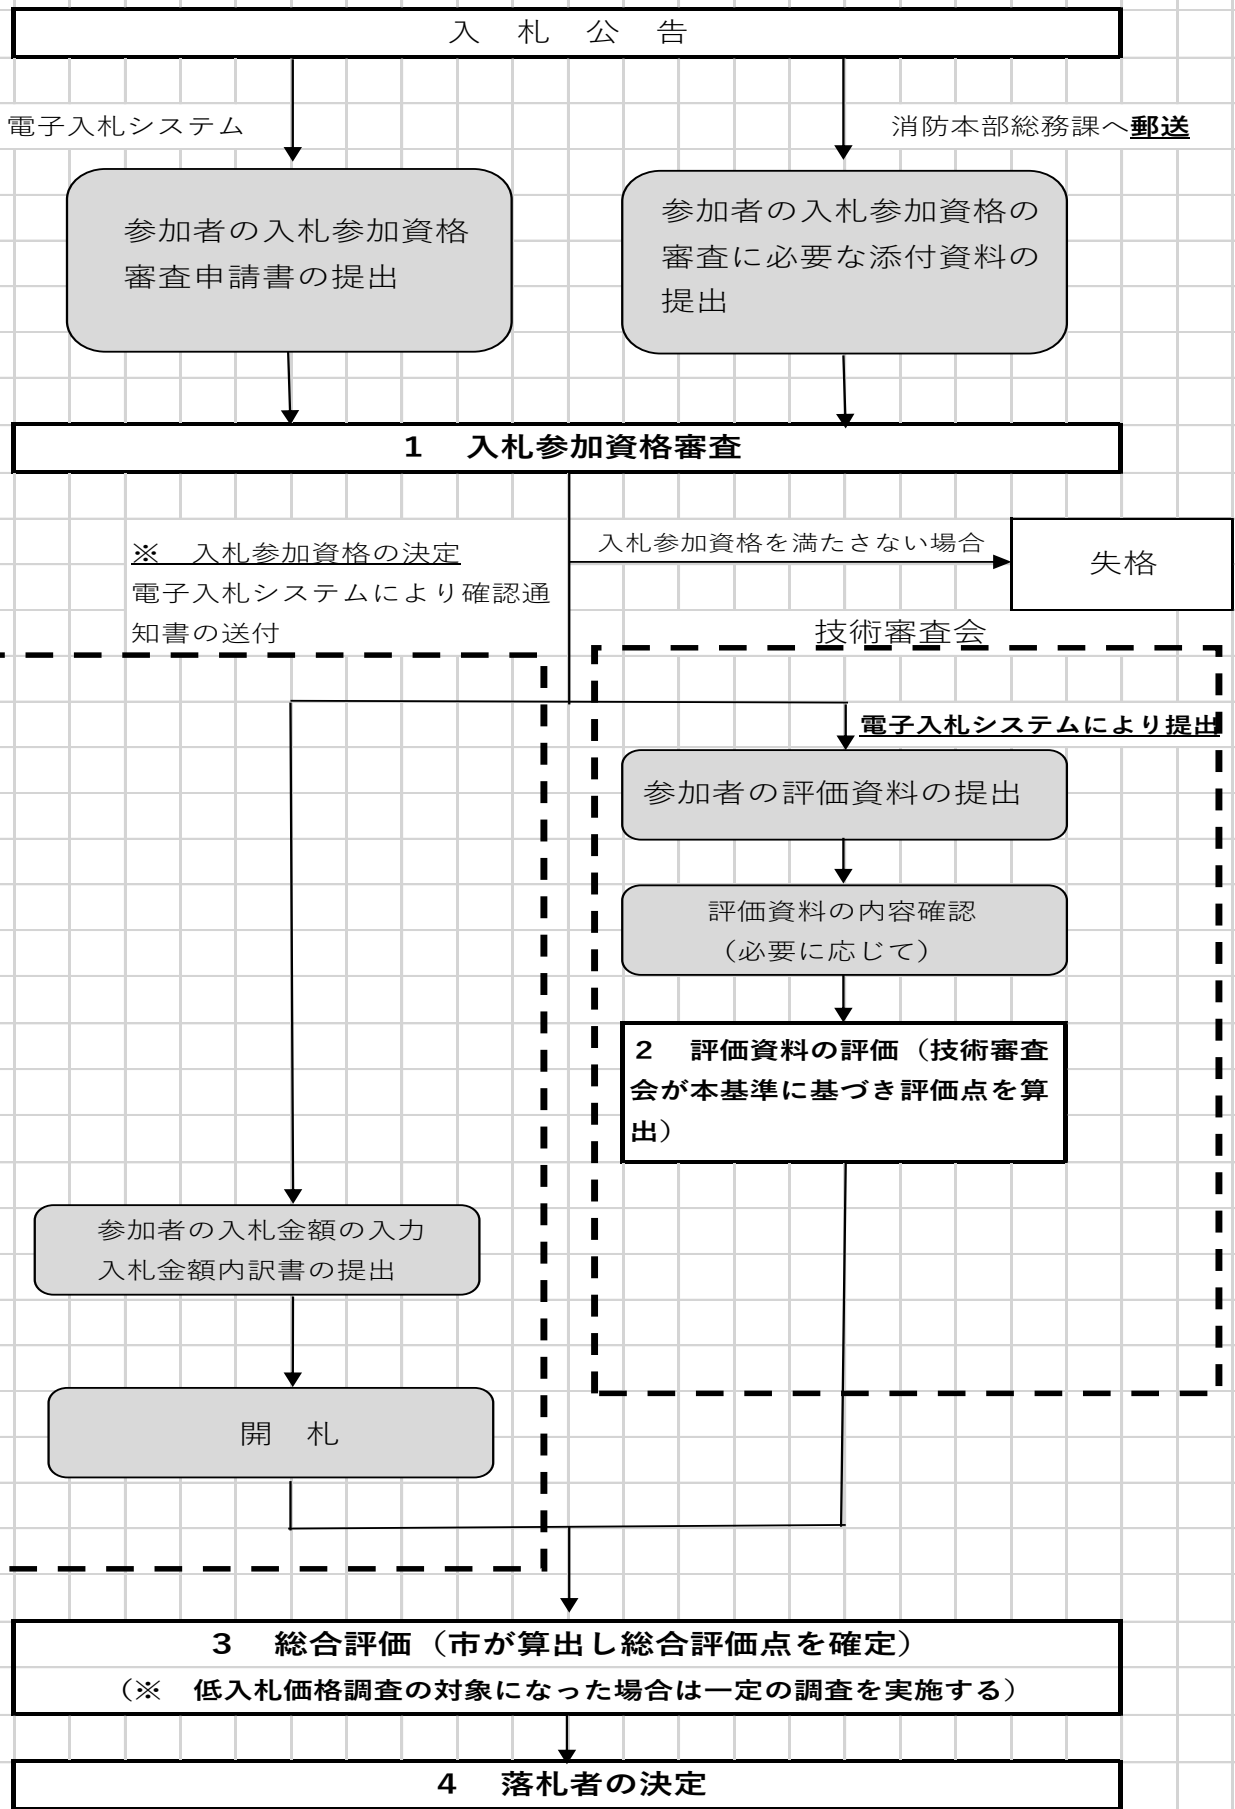 入　札　公　告
電子入札システム
消防本部総務課へ郵送
参加者の入札参加資格
審査申請書の提出
参加者の入札参加資格の
審査に必要な添付資料の
提出
1　入札参加資格審査
※　入札参加資格の決定
電子入札システムにより確認通
知書の送付
入札参加資格を満たさない場合
失格
技術審査会
電子入札システムにより提出
参加者の評価資料の提出
評価資料の内容確認
（必要に応じて）
2　評価資料の評価（技術審査
会が本基準に基づき評価点を算
出）
参加者の入札金額の入力
入札金額内訳書の提出
開　札
3　総合評価（市が算出し総合評価点を確定）
（※　低入札価格調査の対象になった場合は一定の調査を実施する）
4　落札者の決定